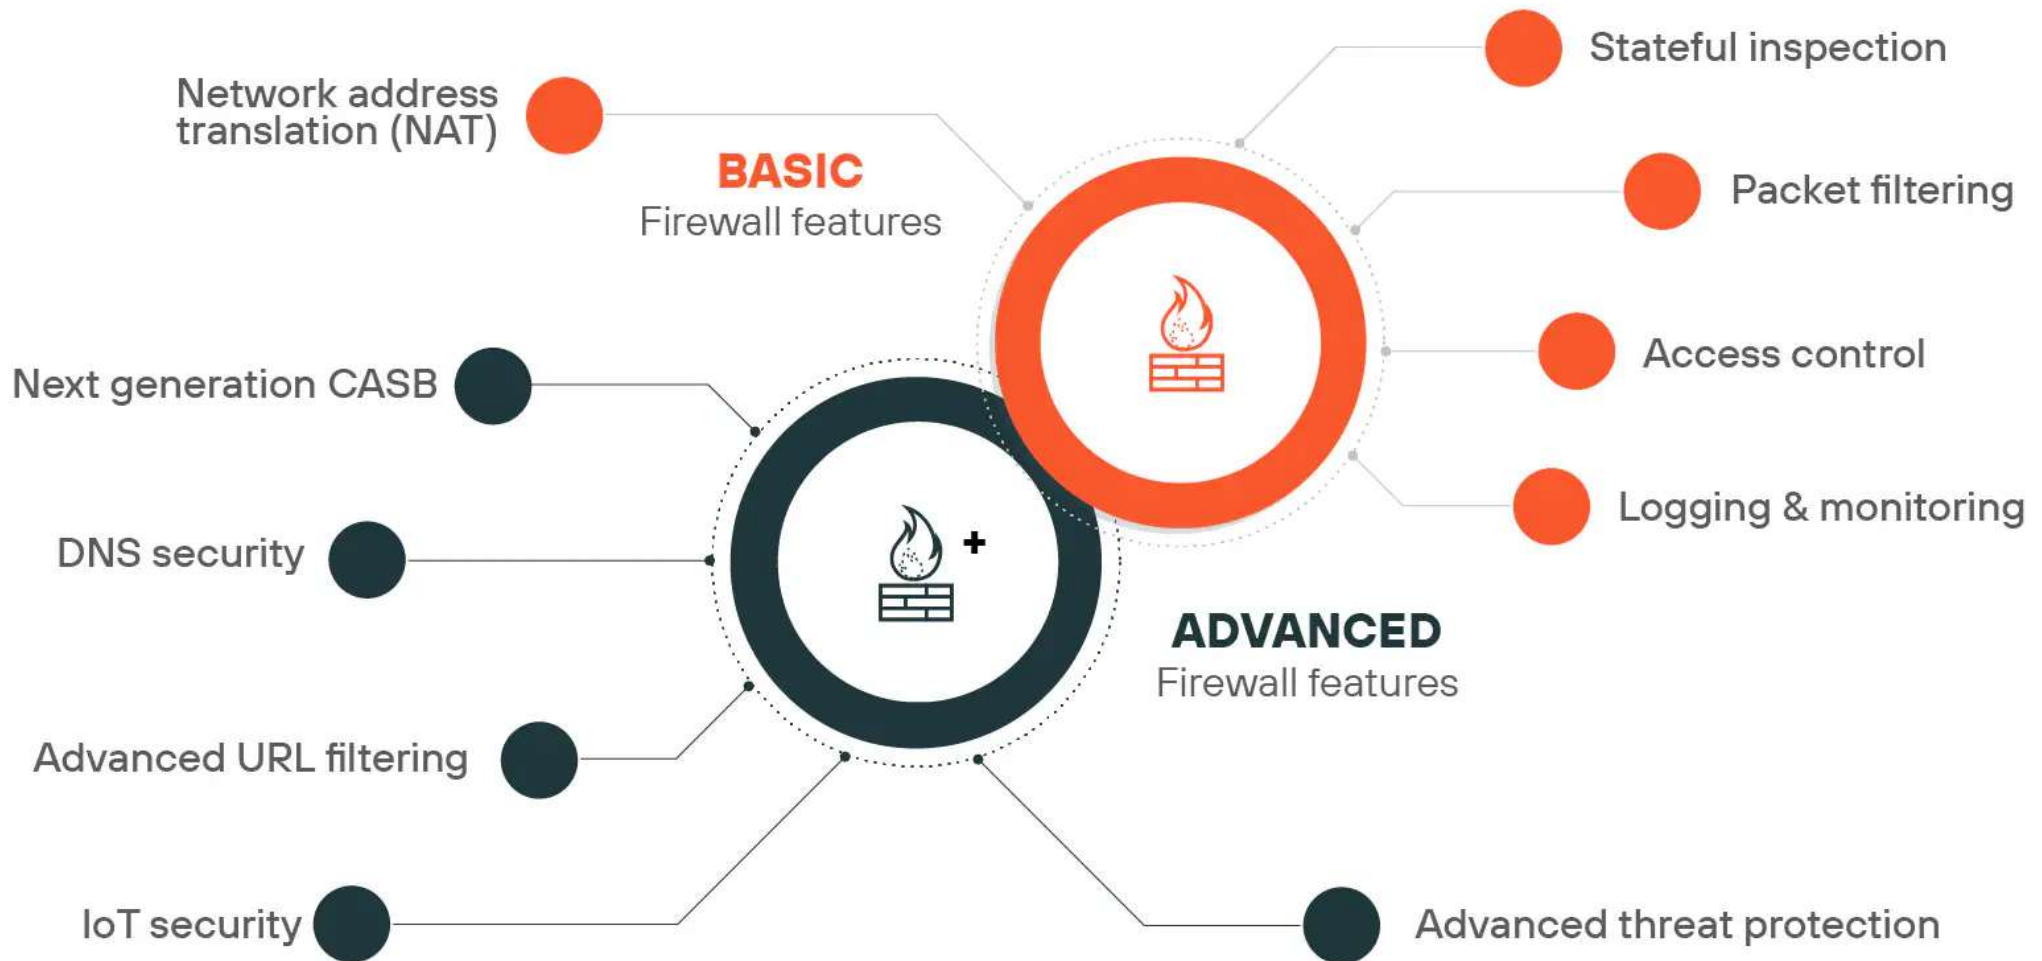 Stateful inspection
Network address
translation (NAT)
BASIC
Firewall features
Packet filtering
Access control
Next generation CASB
Logging & monitoring
DNS security
+
ADVANCED
Firewall features
Advanced URL filtering
IoT security
Advanced threat protection